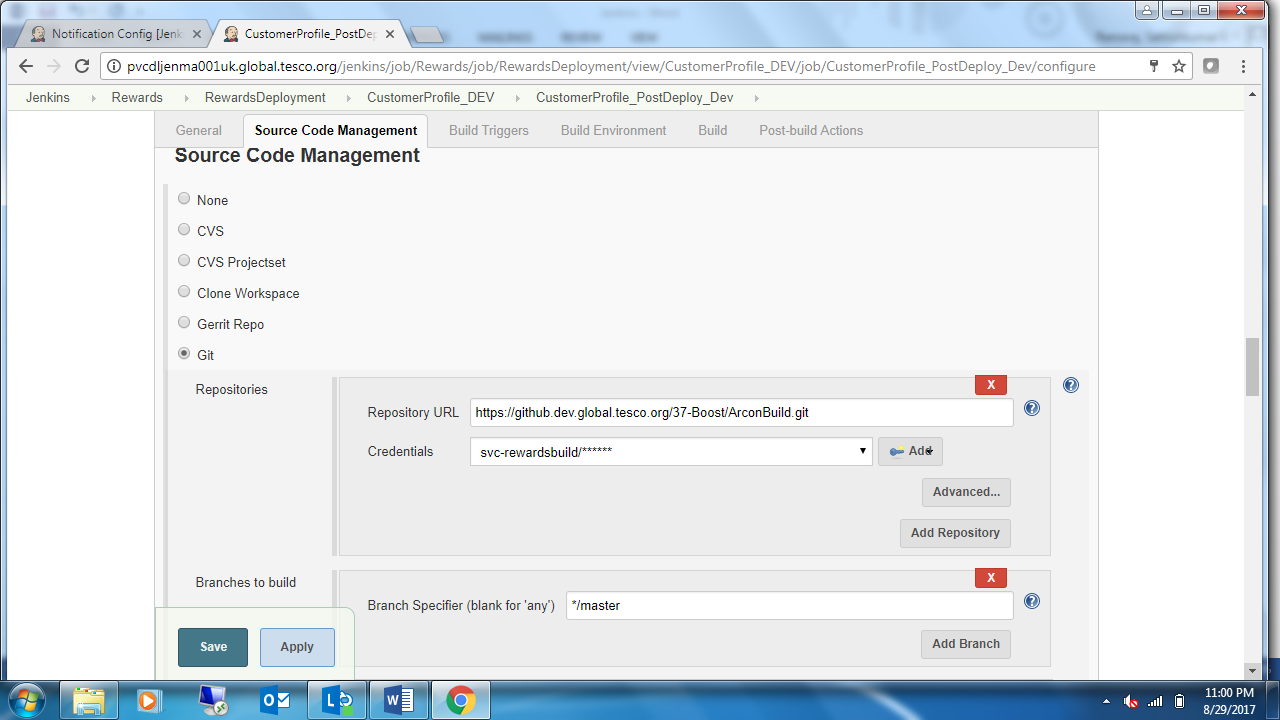 Notification Config [Jenk
CustomerProfile_PostDep
pvcdljenma001uk.global.tesco.org/jenkins/job/Rewards/job/RewardsDeployment/view/CustomerProfile_DEV/job/CustomerProfile_PostDeploy_Dev/configure
Jenkins Rewards RewardsDeployment CustomerProfile_DEV CustomerProfile_PostDeploy_Dev
General Source Code Management Build Triggers Build Environment Build Post-build Actions
Source Code Management
None
CVS
CVS Projectset
Clone Workspace
Gerrit Repo
Git
Repositories
X
Repository URL https://github.dev.global.tesco.org/37-Boost/ArconBuild.git
Credentials svc-rewardsbuild/****** Add
Advanced...
Add Repository
Branches to build
X
Branch Specifier (blank for 'any') */master
Add Branch
Save Apply
11:00 PM
8/29/2017